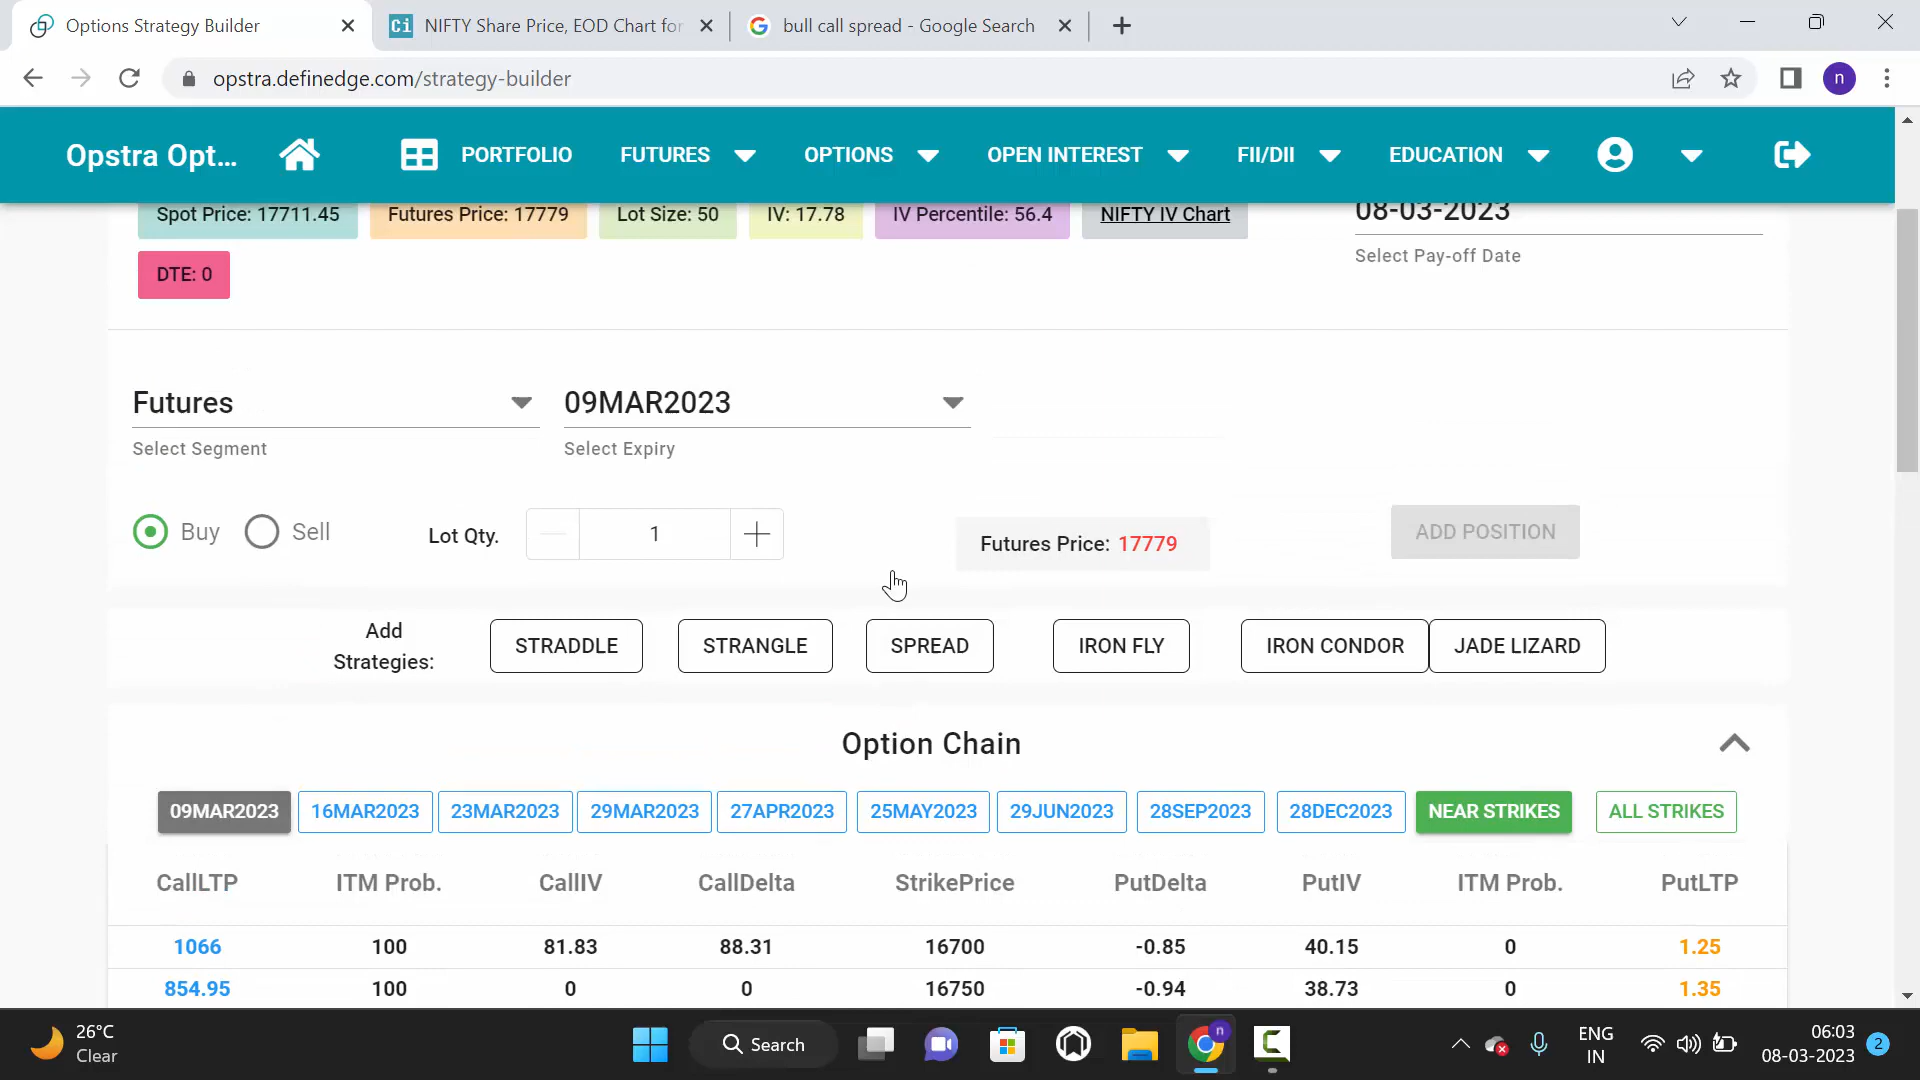 Options Strategy Builder
NIFTY Share Price, EOD Chart for
bull call spread - Google Search
n
opstra.definedge.com/strategy-builder
Opstra Opt...
PORTFOLIO
FUTURES
OPTIONS
OPEN INTEREST
FII/DII
EDUCATION
Spot Price: 17711.45
Futures Price: 17779
Lot Size: 50
IV: 17.78
IV Percentile: 56.4
NIFTY IV Chart
08-03-2023
Select Pay-off Date
DTE: 0
Futures
09MAR2023
Select Segment
Select Expiry
Buy
Sell
Lot Qty.
1
Futures Price: 17779
ADD POSITION
Add
Strategies:
STRADDLE
STRANGLE
SPREAD
IRON FLY
IRON CONDOR
JADE LIZARD
Option Chain
09MAR2023 16MAR2023 23MAR2023 29MAR2023 27APR2023 25MAY2023 29JUN2023 28SEP2023 28DEC2023 NEAR STRIKES ALL STRIKES
CallLTP ITM Prob. CallIV CallDelta StrikePrice PutDelta PutIV ITM Prob. PutLTP
1066 100 81.83 88.31 16700 -0.85 40.15 0 1.25
854.95 100 0 0 16750 -0.94 38.73 0 1.35
26°C
Clear
Search
n
ENG
IN
06:03
08-03-2023
2